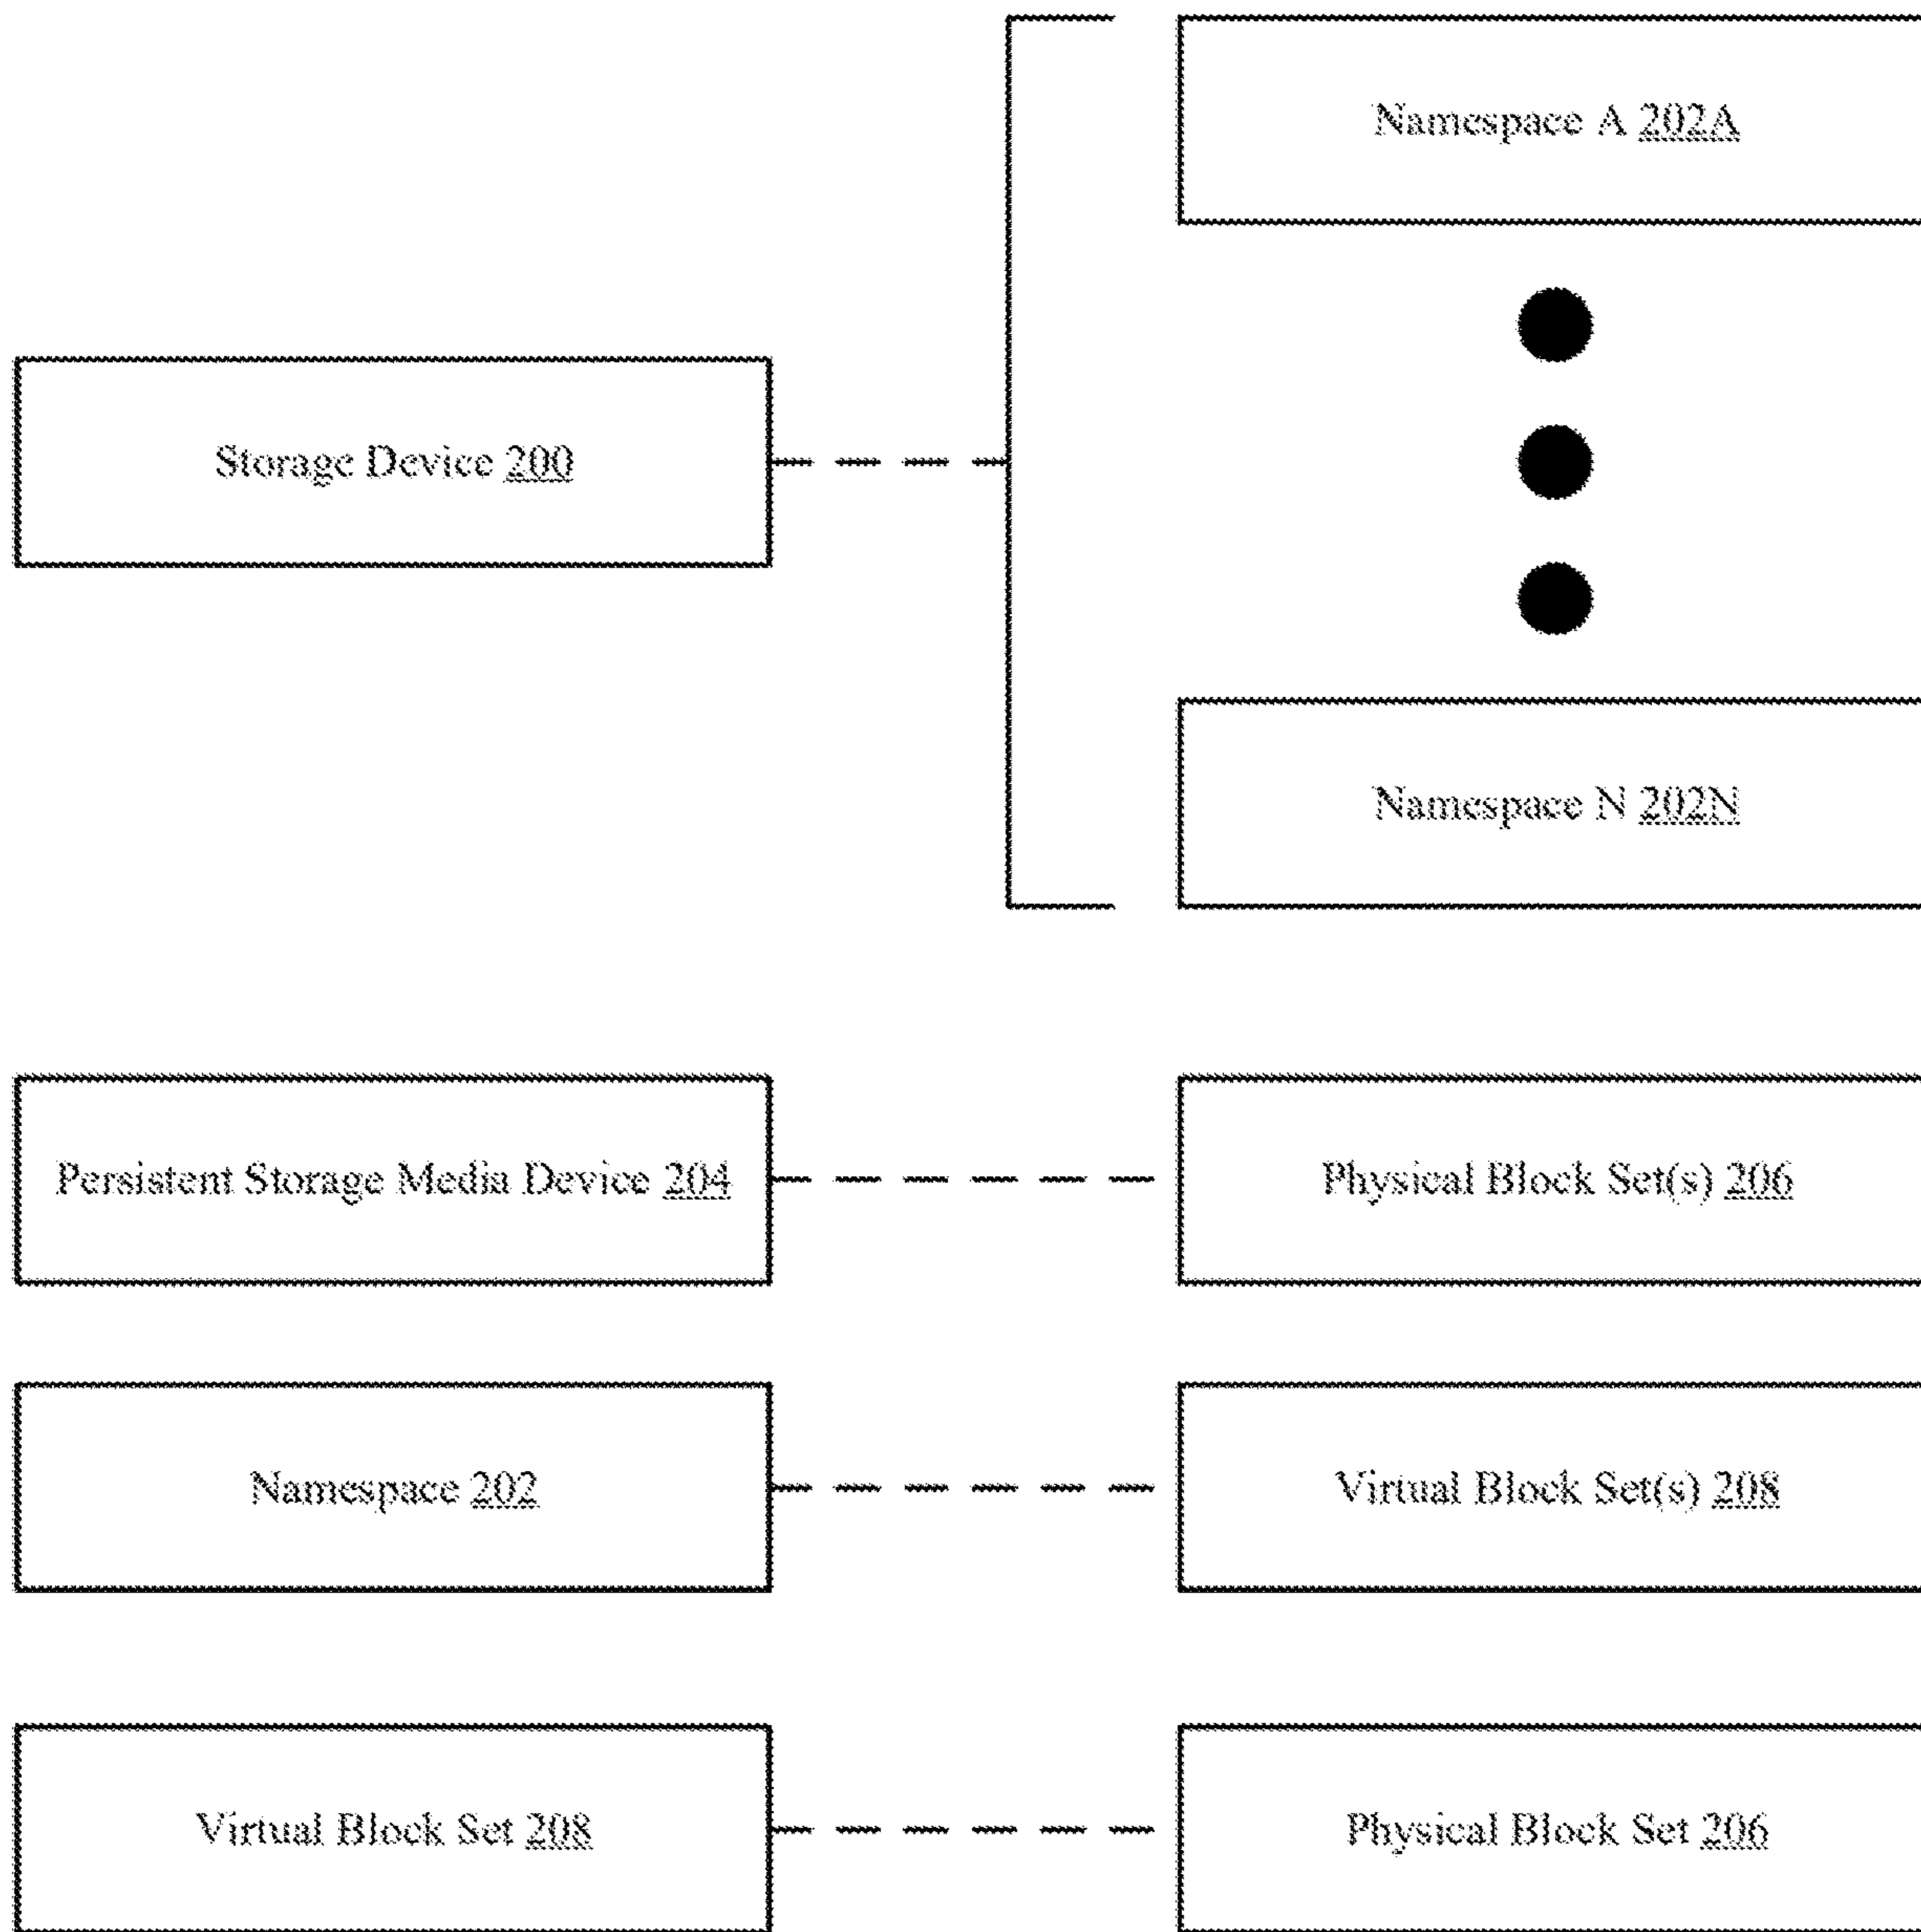 Namespace A 202A
Storage Device 200
Namespace N 202N
Persistent Storage Media Device 204
Physical Block Set(s) 206
Namespace 202
Virtual Block Set(s) 208
Virtual Block Set 208
Physical Block Set 206